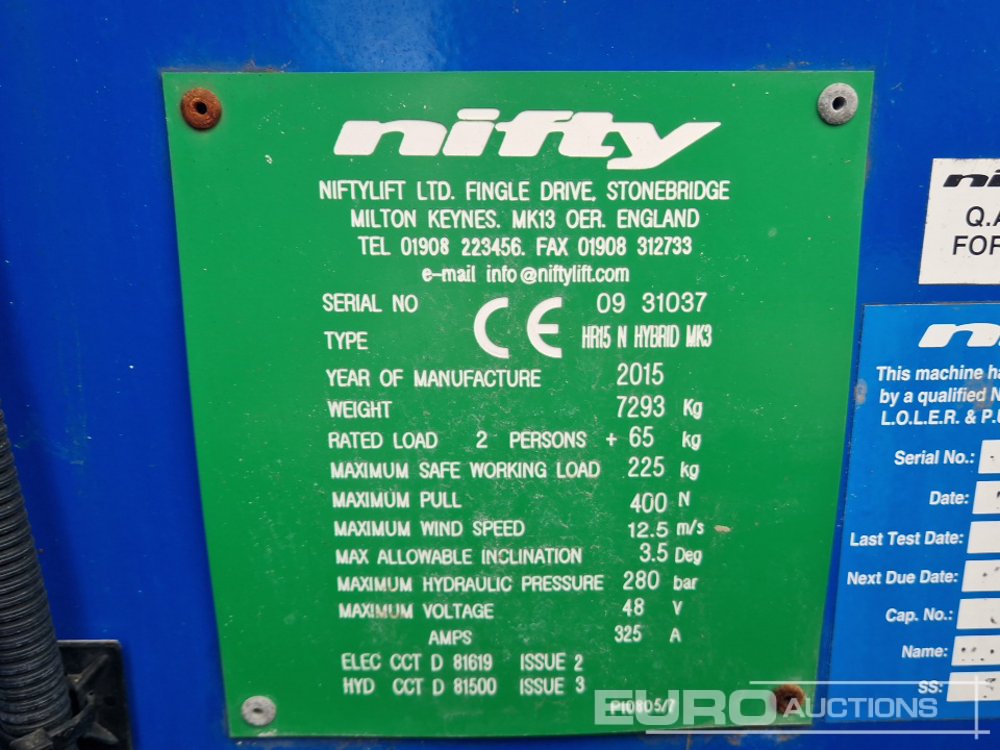 nifty
NIFTYLIFT LTD. FINGLE DRIVE, STONEBRIDGE
MILTON KEYNES. MK13 OER. ENGLAND
TEL 01908 223456. FAX 01908 312733
e-mail info@niftylift.com
SERIAL NO CE 09 31037
TYPE HR15 N HYBRID MK3
YEAR OF MANUFACTURE 2015
WEIGHT 7293 Kg
RATED LOAD 2 PERSONS + 65 kg
MAXIMUM SAFE WORKING LOAD 225 kg
MAXIMUM PULL 400 N
MAXIMUM WIND SPEED 12.5 m/s
MAX ALLOWABLE INCLINATION 3.5 Deg
MAXIMUM HYDRAULIC PRESSURE 280 bar
MAXIMUM VOLTAGE 48 V
AMPS 325 A
ELEC CCT D 81619 ISSUE 2
HYD CCT D 81500 ISSUE 3
P10805/7
Q.A
FOR
This machine ha
by a qualified N
L.O.L.E.R. & P.U
Serial No.:
Date:
Last Test Date:
Next Due Date:
Cap. No.:
Name:
SS:
EURO AUCTIONS